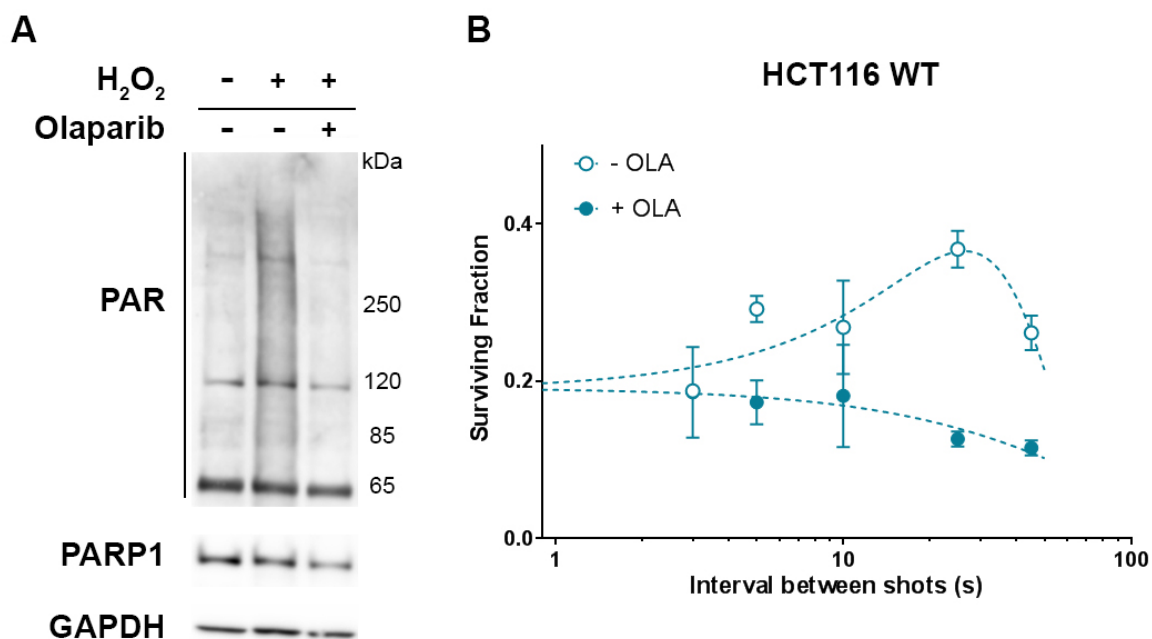 A
H₂O₂ - + +
Olaparib - - +
kDa
PAR
250
120
85
65
PARP1
GAPDH
B
HCT116 WT
- OLA
+ OLA
Surviving Fraction
0.4
0.2
0.0
1 10 100
Interval between shots (s)